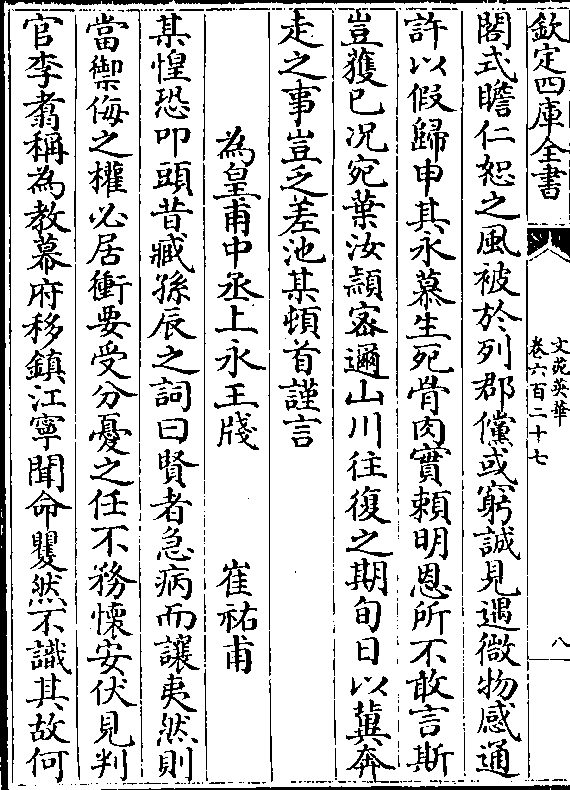 欽定四庫全書
文苑英華
卷六百二十七
八
閣式瞻仁恕之風被於列郡儻或窮誠見遇微物感通
許以假歸申其永慕生死骨肉實賴明恩所不敢言斯
豈獲已况宛葉汝潁宻邇山川往復之期旬日以冀奔
走之事豈乏差池某頓首謹言
為皇甫中丞上永王牋
崔祐甫
某惶恐叩頭昔臧孫辰之詞曰賢者急病而讓夷然則
當禦侮之權必居衝要受分憂之任不務懷安伏見判
官李翥稱為教幕府移鎮江寧聞命矍然不識其故何